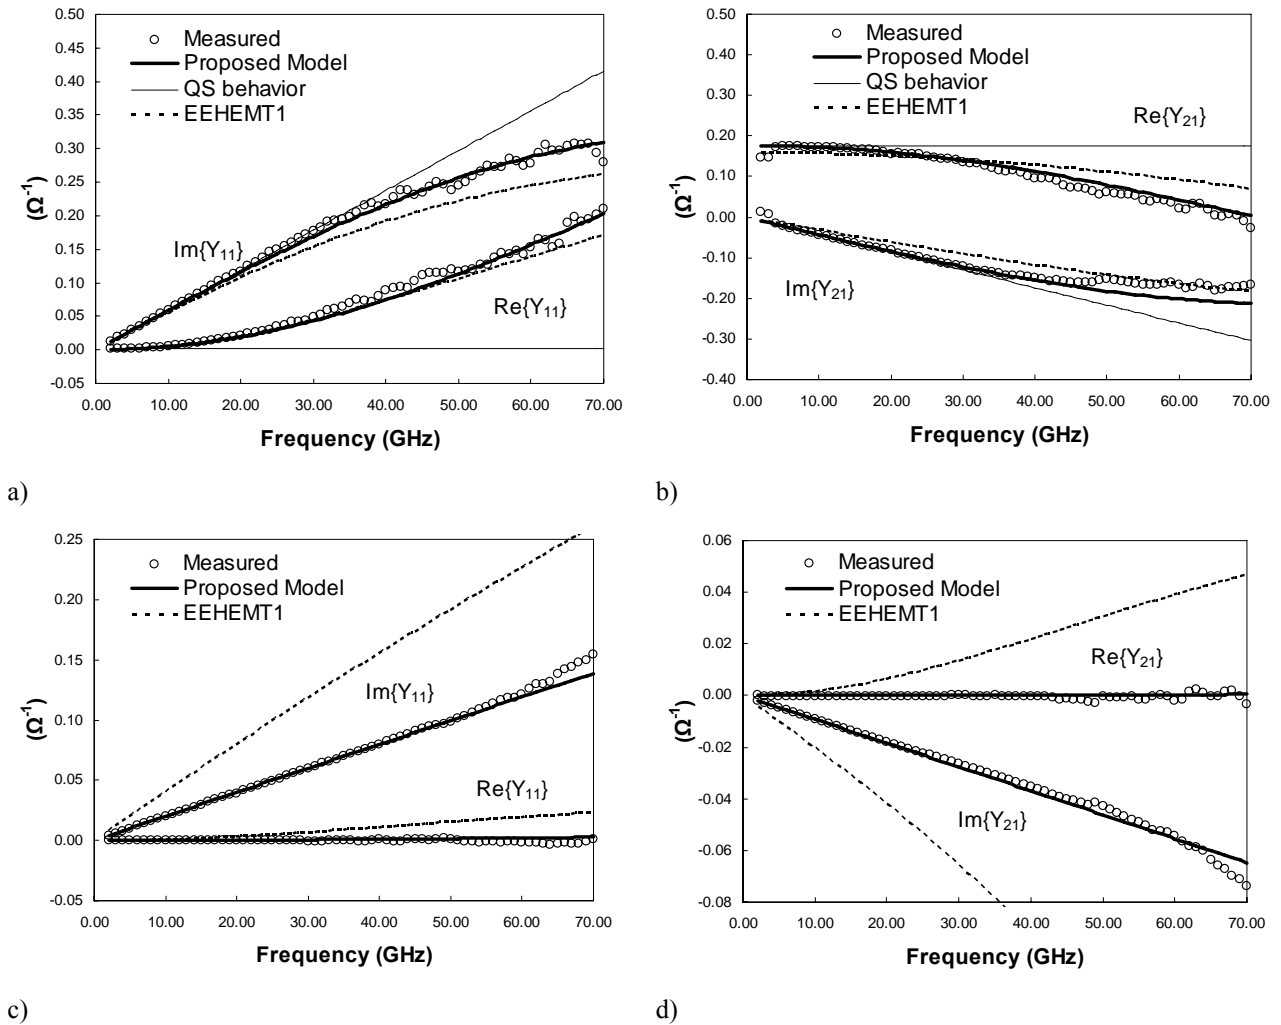 0.50
0.45
0.40
0.35
0.30
0.25
0.20
0.15
0.10
0.05
0.00
-0.05
(Ω⁻¹)
Measured
Proposed Model
QS behavior
EEHEMT1
Im{Y₁₁}
Re{Y₁₁}
0.00 10.00 20.00 30.00 40.00 50.00 60.00 70.00
Frequency (GHz)
a)
0.50
0.40
0.30
0.20
0.10
0.00
-0.10
-0.20
-0.30
-0.40
(Ω⁻¹)
Measured
Proposed Model
QS behavior
EEHEMT1
Re{Y₂₁}
Im{Y₂₁}
0.00 10.00 20.00 30.00 40.00 50.00 60.00 70.00
Frequency (GHz)
b)
0.25
0.20
0.15
0.10
0.05
0.00
-0.05
(Ω⁻¹)
Measured
Proposed Model
EEHEMT1
Im{Y₁₁}
Re{Y₁₁}
0.00 10.00 20.00 30.00 40.00 50.00 60.00 70.00
Frequency (GHz)
c)
0.06
0.04
0.02
0.00
-0.02
-0.04
-0.06
-0.08
(Ω⁻¹)
Measured
Proposed Model
EEHEMT1
Re{Y₂₁}
Im{Y₂₁}
0.00 10.00 20.00 30.00 40.00 50.00 60.00 70.00
Frequency (GHz)
d)